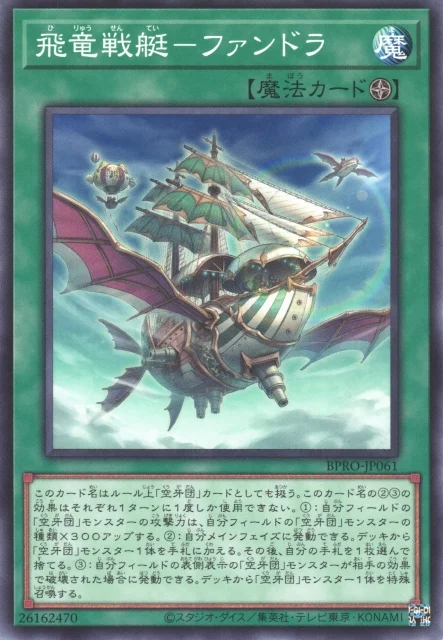 飛竜戦艇－ファンドラ
魔
【魔法カード】
BPRO-JP061
このカード名はルール上「空牙団」カードとしても扱う。このカード名の②③の
効果はそれぞれ1ターンに1度しか使用できない。①：自分フィールドの
「空牙団」モンスターの攻撃力は、自分フィールドの「空牙団」モンスターの
種類×300アップする。②：自分メインフェイズに発動できる。デッキから
「空牙団」モンスター1体を手札に加える。その後、自分の手札を1枚選んで
捨てる。③：自分フィールドの表側表示の「空牙団」モンスターが相手の効果
で破壊された場合に発動できる。デッキから「空牙団」モンスター1体を特殊
召喚する。
26162470
©スタジオ・ダイス／集英社・テレビ東京・KONAMI